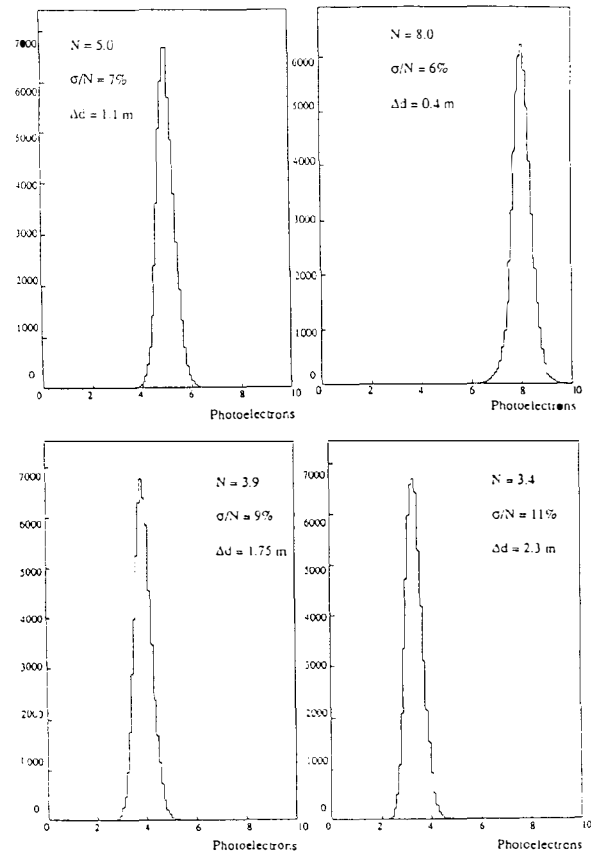 7000
N = 5.0
6000
σ/N = 7%
5000
Δd = 1.1 m
4000
3000
2000
1000
0
0 2 4 6 8 10
Photoelectrons
N = 8.0
6000
σ/N = 6%
5000
Δd = 0.4 m
4000
3000
2000
1000
0
0 2 4 6 8 10
Photoelectrons
7000
N = 3.9
6000
σ/N = 9%
5000
Δd = 1.75 m
4000
3000
2000
1000
0
0 2 4 6 8 10
Photoelectrons
7000
N = 3.4
6000
σ/N = 11%
5000
Δd = 2.3 m
4000
3000
2000
1000
0
0 2 4 6 8 10
Photoelectrons